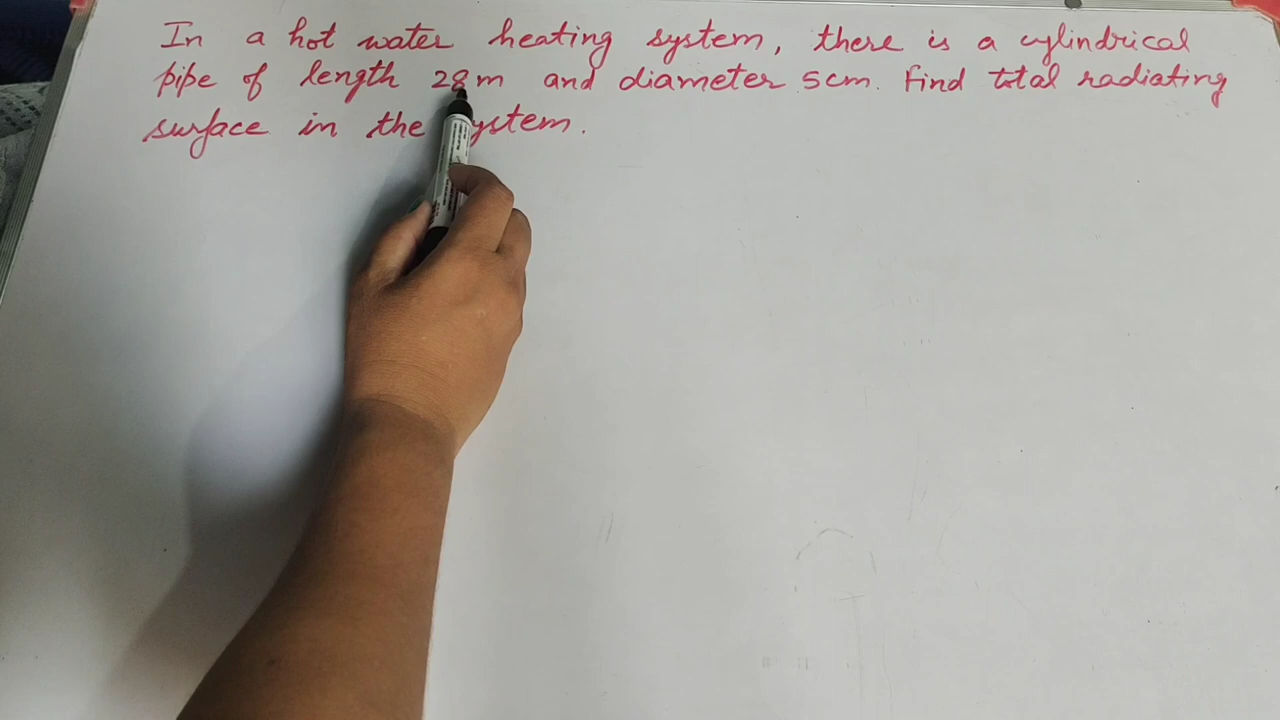 In a hot water heating system, there is a cylindrical
pipe of length 28m and diameter 5cm. Find total radiating
surface in the ystem.